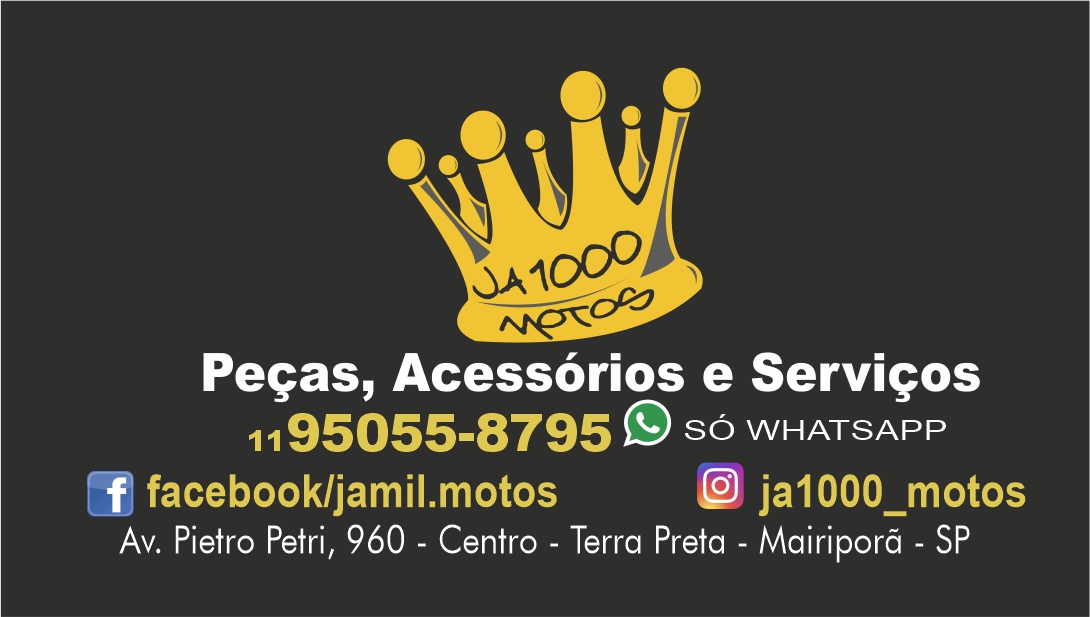 JA1000
MOTOS
Peças, Acessórios e Serviços
11 95055-8795 SÓ WHATSAPP
facebook/jamil.motos ja1000_motos
Av. Pietro Petri, 960 - Centro - Terra Preta - Mairiporã - SP